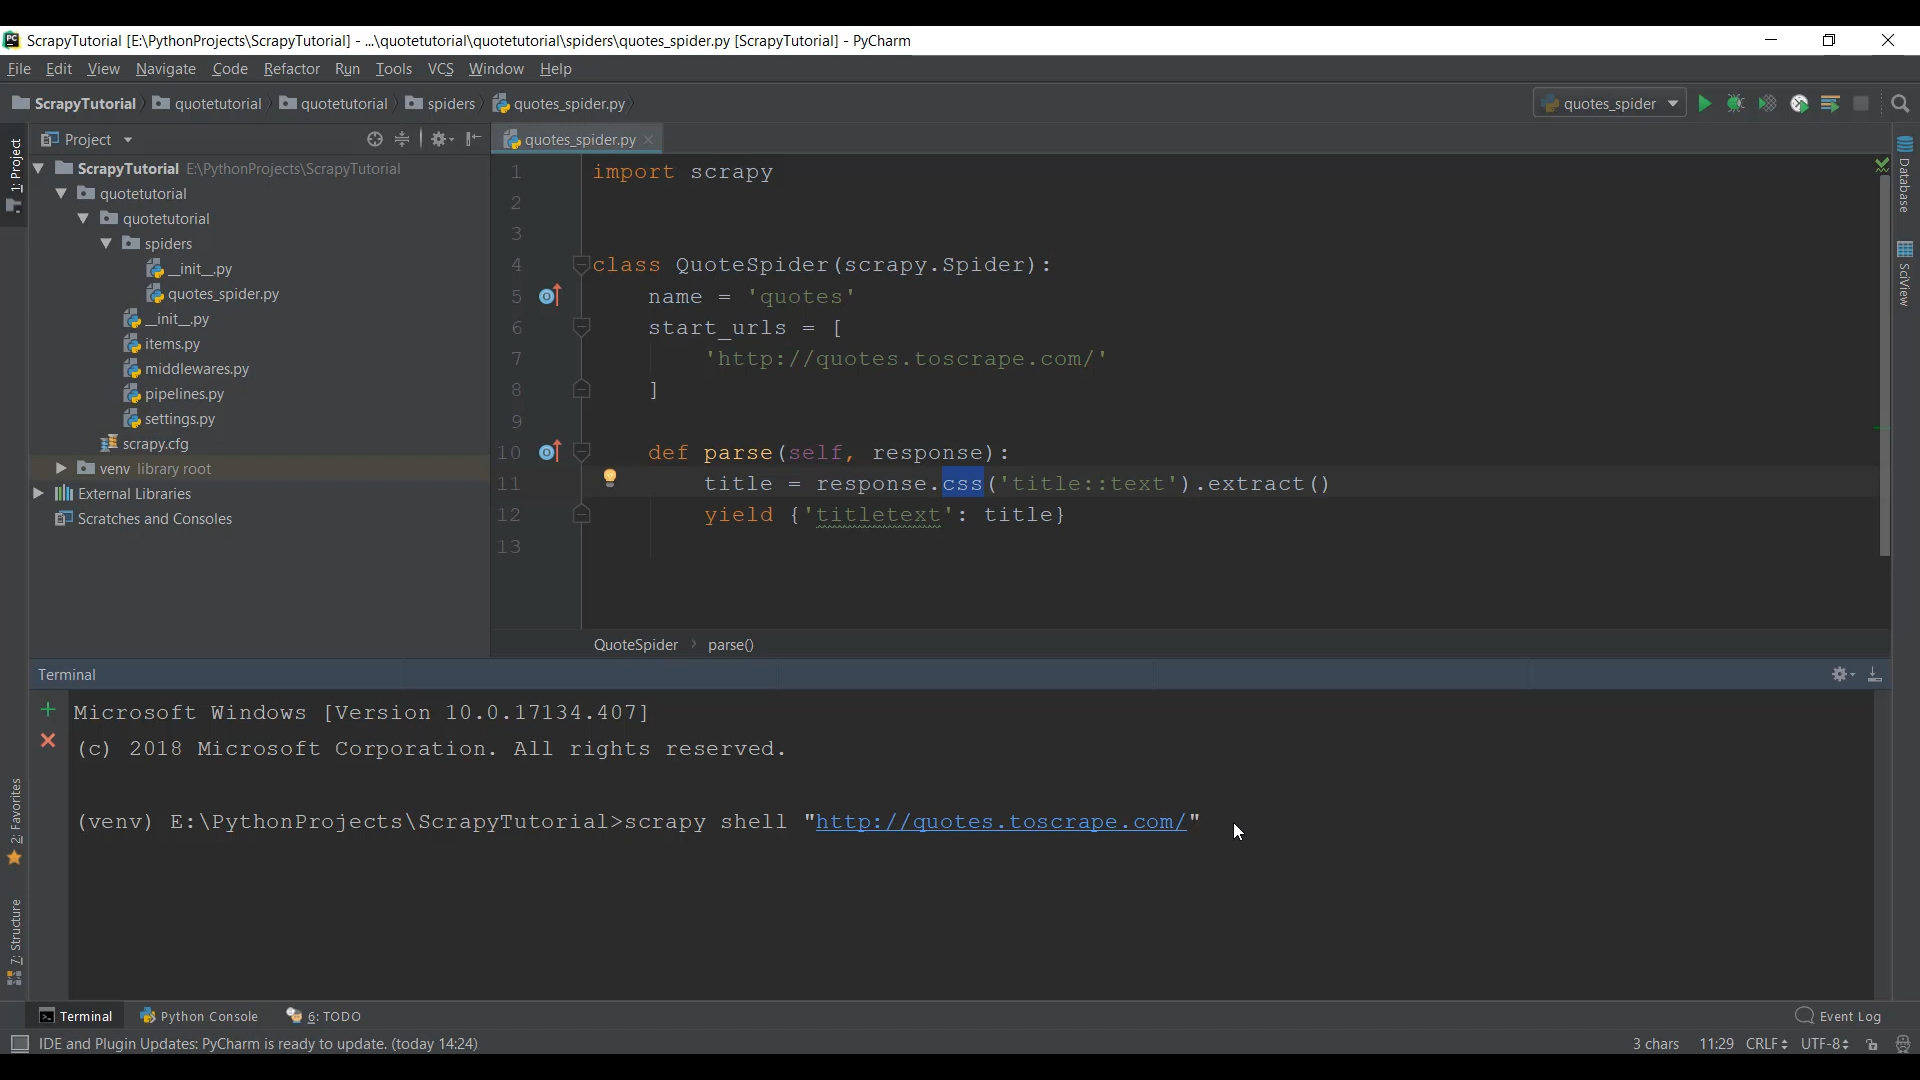 ScrapyTutorial [E:\PythonProjects\ScrapyTutorial] - ...\quotetutorial\quotetutorial\spiders\quotes_spider.py [ScrapyTutorial] - PyCharm
File Edit View Navigate Code Refactor Run Tools VCS Window Help
ScrapyTutorial quotetutorial quotetutorial spiders quotes_spider.py
quotes_spider
1: Project
Project
quotes_spider.py
ScrapyTutorial E:\PythonProjects\ScrapyTutorial
quotetutorial
quotetutorial
spiders
__init__.py
quotes_spider.py
__init__.py
items.py
middlewares.py
pipelines.py
settings.py
scrapy.cfg
venv library root
External Libraries
Scratches and Consoles
1 import scrapy
2
3
4 class QuoteSpider(scrapy.Spider):
5 name = 'quotes'
6 start_urls = [
7 'http://quotes.toscrape.com/'
8 ]
9
10 def parse(self, response):
11 title = response.css('title::text').extract()
12 yield {'titletext': title}
13
QuoteSpider parse()
Database
SciView
Terminal
Microsoft Windows [Version 10.0.17134.407]
(c) 2018 Microsoft Corporation. All rights reserved.
(venv) E:\PythonProjects\ScrapyTutorial>scrapy shell "http://quotes.toscrape.com/"
2: Favorites
7: Structure
Terminal Python Console 6: TODO Event Log
IDE and Plugin Updates: PyCharm is ready to update. (today 14:24) 3 chars 11:29 CRLF UTF-8